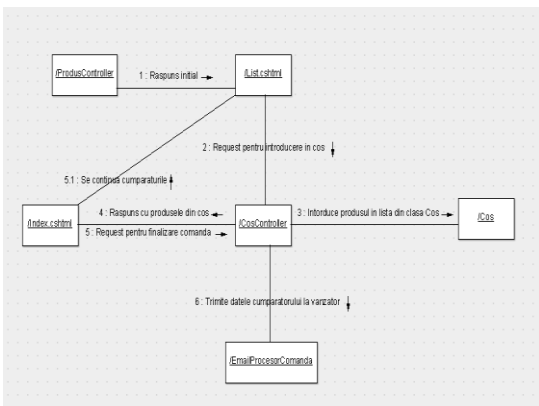 /ProdusController
1 : Raspuns initial
/List.cshtml
2 : Request pentru introducere in cos
5.1 : Se continua cumparaturile
/Index.cshtml
4 : Raspuns cu produsele din cos
5 : Request pentru finalizare comanda
/CosController
3 : Intorduce produsul in lista din clasa Cos
/Cos
6 : Trimite datele cumparatorului la vanzator
/EmailProcesorComanda